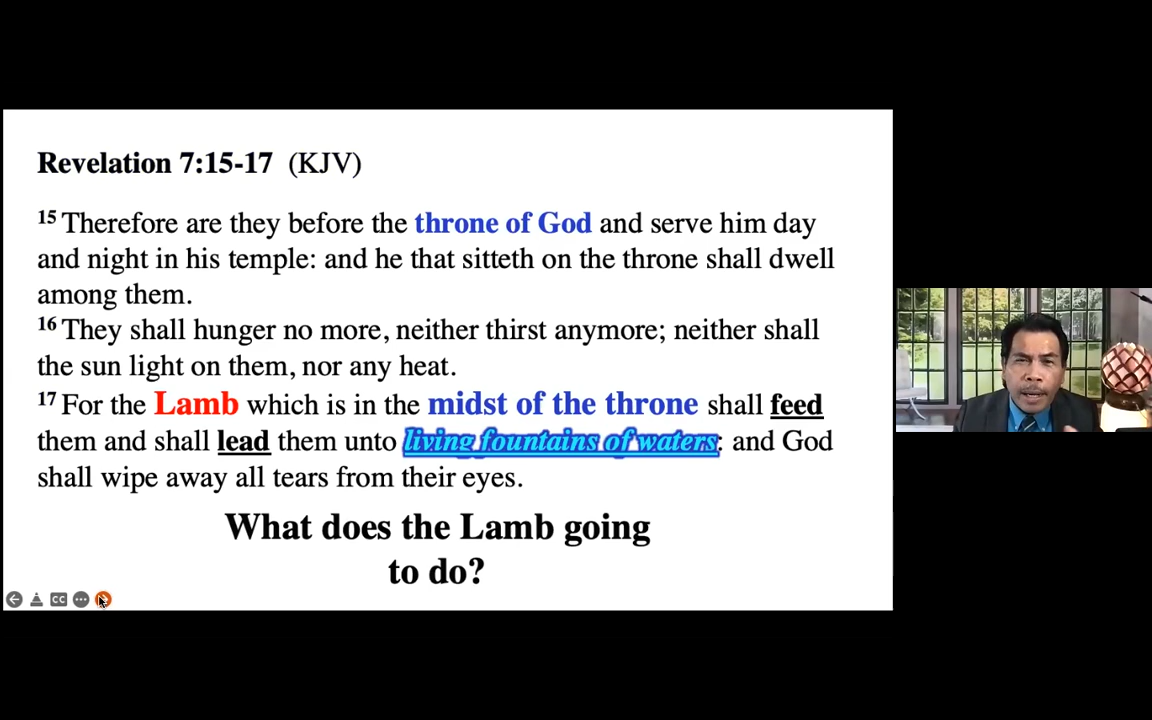 Revelation 7:15-17 (KJV)
15 Therefore are they before the throne of God and serve him day
and night in his temple: and he that sitteth on the throne shall dwell
among them.
16 They shall hunger no more, neither thirst anymore; neither shall
the sun light on them, nor any heat.
17 For the Lamb which is in the midst of the throne shall feed
them and shall lead them unto living fountains of waters: and God
shall wipe away all tears from their eyes.
What does the Lamb going
to do?
CC